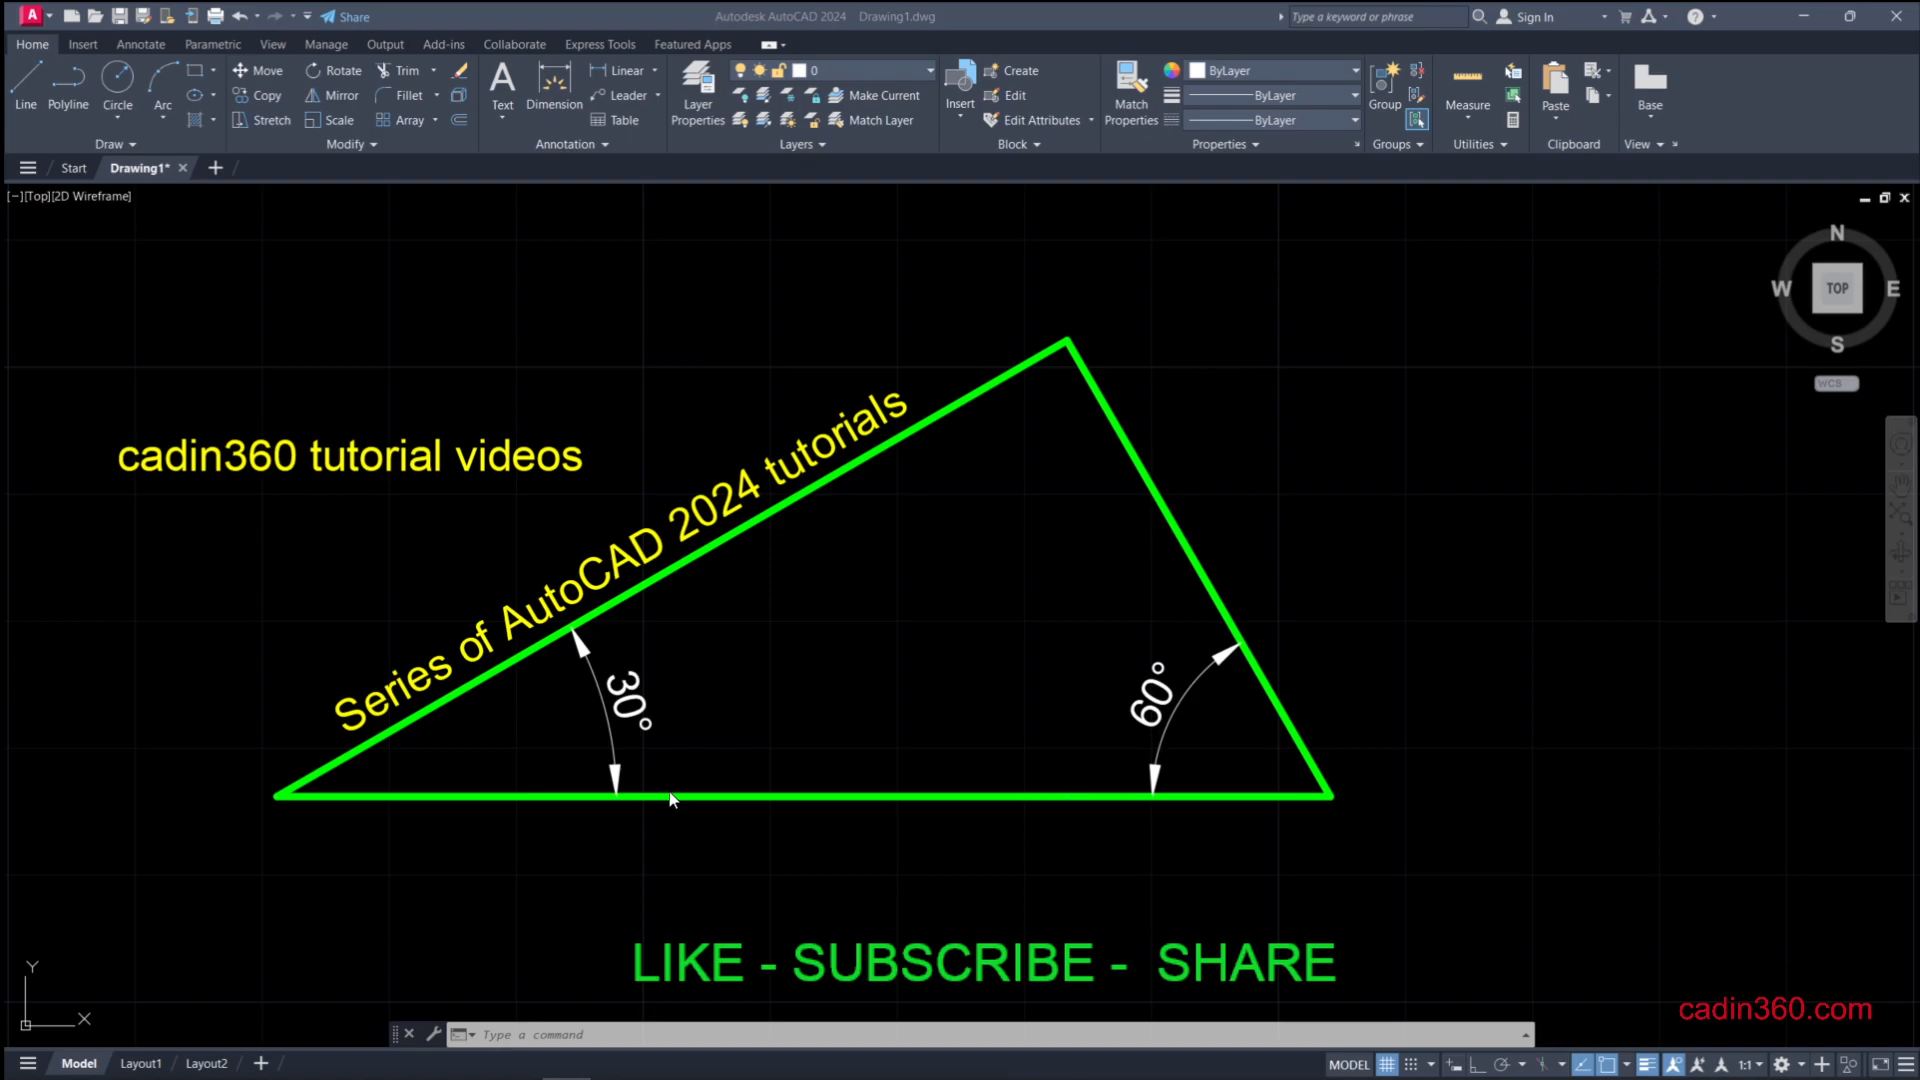 Share
Autodesk AutoCAD 2024 Drawing1.dwg
Type a keyword or phrase
Sign In
Home Insert Annotate Parametric View Manage Output Add-ins Collaborate Express Tools Featured Apps
Line
Polyline
Circle
Arc
Draw
Move
Rotate
Trim
Copy
Mirror
Fillet
Stretch
Scale
Array
Modify
Text
Dimension
Linear
Leader
Table
Annotation
Layer
Properties
0
Make Current
Match Layer
Layers
Insert
Create
Edit
Edit Attributes
Block
Match
Properties
ByLayer
ByLayer
ByLayer
Properties
Group
Groups
Measure
Utilities
Paste
Clipboard
Base
View
Start
Drawing1*
[−][Top][2D Wireframe]
N
W
TOP
E
S
WCS
cadin360 tutorial videos
Series of AutoCAD 2024 tutorials
30°
60°
LIKE - SUBSCRIBE - SHARE
cadin360.com
Y
X
Type a command
Model
Layout1
Layout2
MODEL
1:1